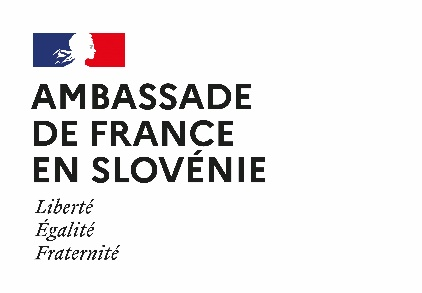 AMBASSADE
DE FRANCE
EN SLOVÉNIE
Liberté
Égalité
Fraternité